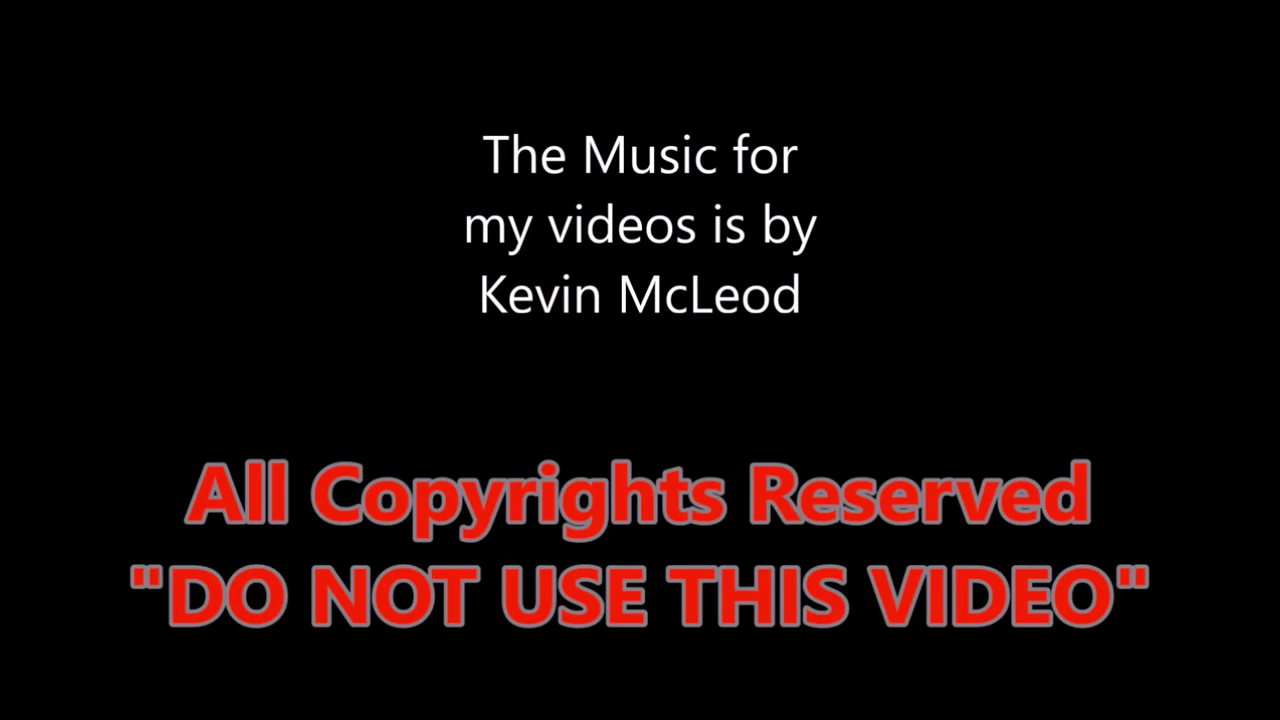 The Music for
my videos is by
Kevin McLeod
All Copyrights Reserved
"DO NOT USE THIS VIDEO"